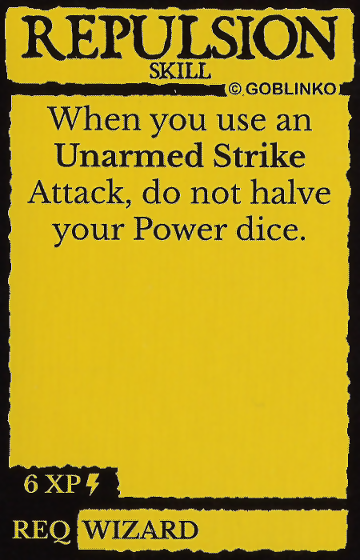 REPULSION
SKILL
© GOBLINKO
When you use an
Unarmed Strike
Attack, do not halve
your Power dice.
6 XP
REQ WIZARD